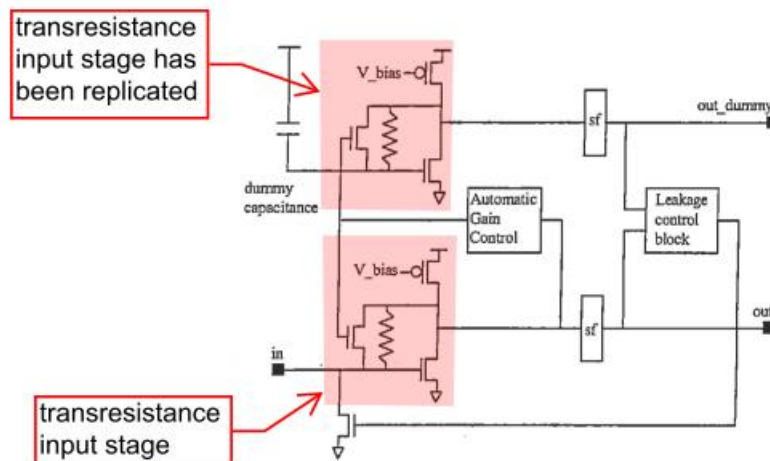 transresistance
input stage has
been replicated
V_bias
sf
out_dummy
dummy
capacitance
Automatic
Gain
Control
Leakage
control
block
V_bias
sf
out
in
transresistance
input stage